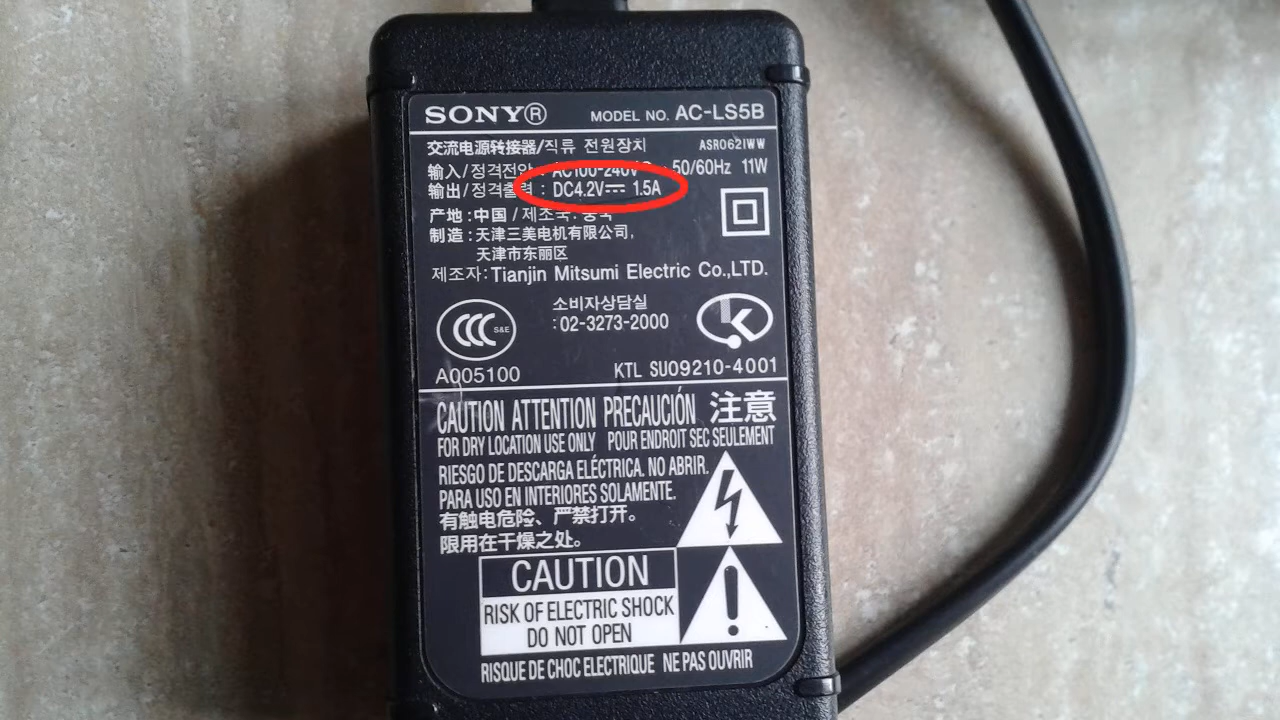 SONY® MODEL NO. AC-LS5B
交流电源转接器/직류 전원장치 ASR062IWW
输入/정격전압 : AC100-240V 50/60Hz 11W
输出/정격출력 : DC4.2V⎓ 1.5A
产地:中国/제조국:중국
制造:天津三美电机有限公司,
天津市东丽区
제조자:Tianjin Mitsumi Electric Co.,LTD.
CCC S&E
소비자상담실
:02-3273-2000
K
A005100 KTL SU09210-4001
CAUTION ATTENTION PRECAUCIÓN 注意
FOR DRY LOCATION USE ONLY POUR ENDROIT SEC SEULEMENT
RIESGO DE DESCARGA ELÉCTRICA. NO ABRIR.
PARA USO EN INTERIORES SOLAMENTE.
有触电危险、严禁打开。
限用在干燥之处。
CAUTION
RISK OF ELECTRIC SHOCK
DO NOT OPEN
RISQUE DE CHOC ELECTRIQUE NE PAS OUVRIR